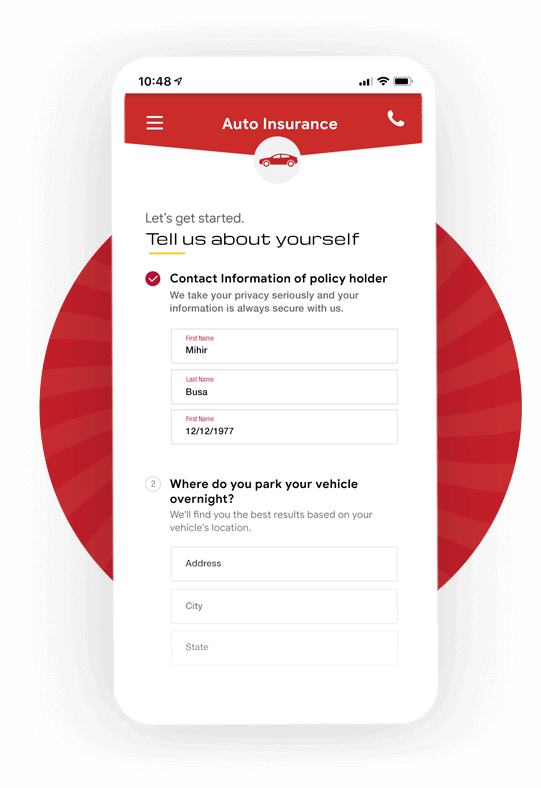 10:48
Auto Insurance
Let's get started.
Tell us about yourself
Contact Information of policy holder
We take your privacy seriously and your
information is always secure with us.
First Name
Mihir
Last Name
Busa
First Name
12/12/1977
2
Where do you park your vehicle
overnight?
We'll find you the best results based on your
vehicle's location.
Address
City
State